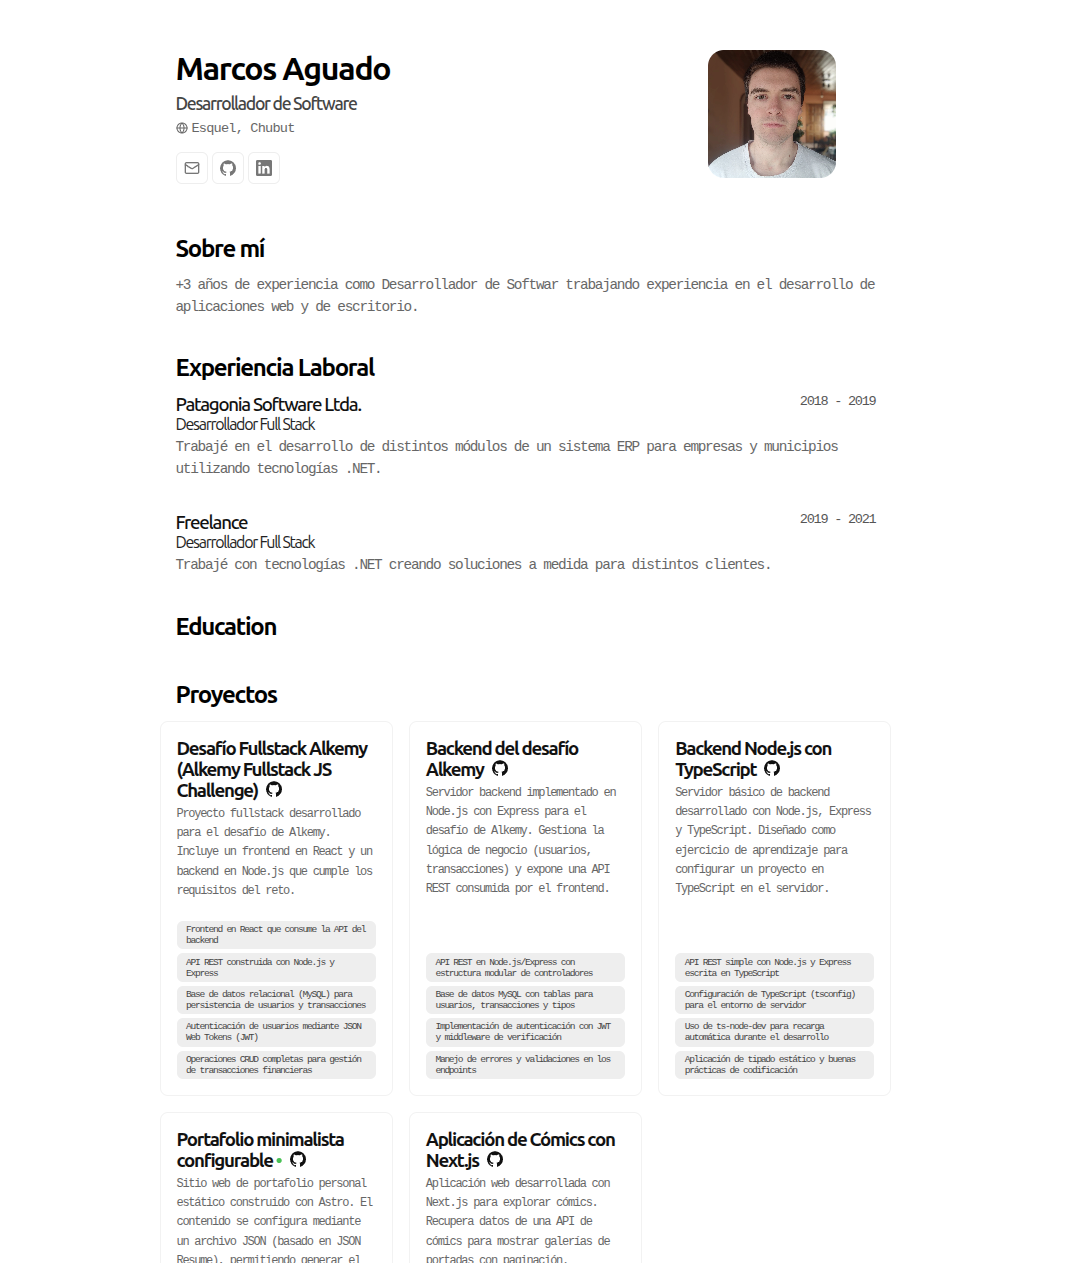 Marcos Aguado
Desarrollador de Software
Esquel, Chubut
Sobre mí
+3 años de experiencia como Desarrollador de Softwar trabajando experiencia en el desarrollo de
aplicaciones web y de escritorio.
Experiencia Laboral
Patagonia Software Ltda.
2018 - 2019
Desarrollador Full Stack
Trabajé en el desarrollo de distintos módulos de un sistema ERP para empresas y municipios
utilizando tecnologías .NET.
Freelance
2019 - 2021
Desarrollador Full Stack
Trabajé con tecnologías .NET creando soluciones a medida para distintos clientes.
Education
Proyectos
Desafío Fullstack Alkemy
(Alkemy Fullstack JS
Challenge)
Proyecto fullstack desarrollado
para el desafío de Alkemy.
Incluye un frontend en React y un
backend en Node.js que cumple los
requisitos del reto.
Frontend en React que consume la API del
backend
API REST construida con Node.js y
Express
Base de datos relacional (MySQL) para
persistencia de usuarios y transacciones
Autenticación de usuarios mediante JSON
Web Tokens (JWT)
Operaciones CRUD completas para gestión
de transacciones financieras
Backend del desafío
Alkemy
Servidor backend implementado en
Node.js con Express para el
desafío de Alkemy. Gestiona la
lógica de negocio (usuarios,
transacciones) y expone una API
REST consumida por el frontend.
API REST en Node.js/Express con
estructura modular de controladores
Base de datos MySQL con tablas para
usuarios, transacciones y tipos
Implementación de autenticación con JWT
y middleware de verificación
Manejo de errores y validaciones en los
endpoints
Backend Node.js con
TypeScript
Servidor básico de backend
desarrollado con Node.js, Express
y TypeScript. Diseñado como
ejercicio de aprendizaje para
configurar un proyecto en
TypeScript en el servidor.
API REST simple con Node.js y Express
escrita en TypeScript
Configuración de TypeScript (tsconfig)
para el entorno de servidor
Uso de ts-node-dev para recarga
automática durante el desarrollo
Aplicación de tipado estático y buenas
prácticas de codificación
Portafolio minimalista
configurable
Sitio web de portafolio personal
estático construido con Astro. El
contenido se configura mediante
un archivo JSON (basado en JSON
Resume), permitiendo generar el
Aplicación de Cómics con
Next.js
Aplicación web desarrollada con
Next.js para explorar cómics.
Recupera datos de una API de
cómics para mostrar galerías de
portadas con paginación.